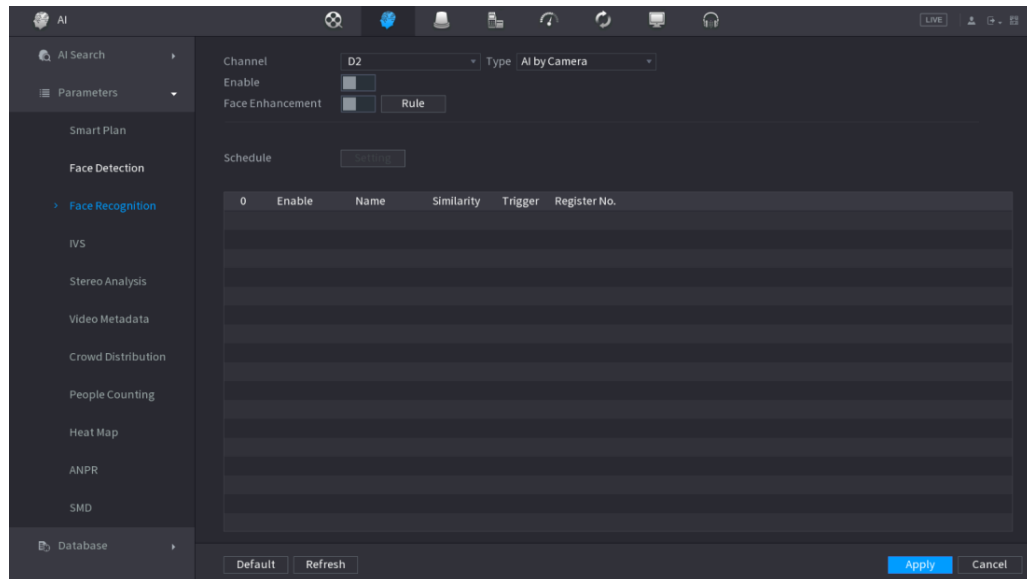 AI
LIVE
AI Search
Parameters
Smart Plan
Face Detection
Face Recognition
IVS
Stereo Analysis
Video Metadata
Crowd Distribution
People Counting
Heat Map
ANPR
SMD
Database
Channel D2 Type AI by Camera
Enable
Face Enhancement Rule
Schedule Setting
0 Enable Name Similarity Trigger Register No.
Default Refresh Apply Cancel